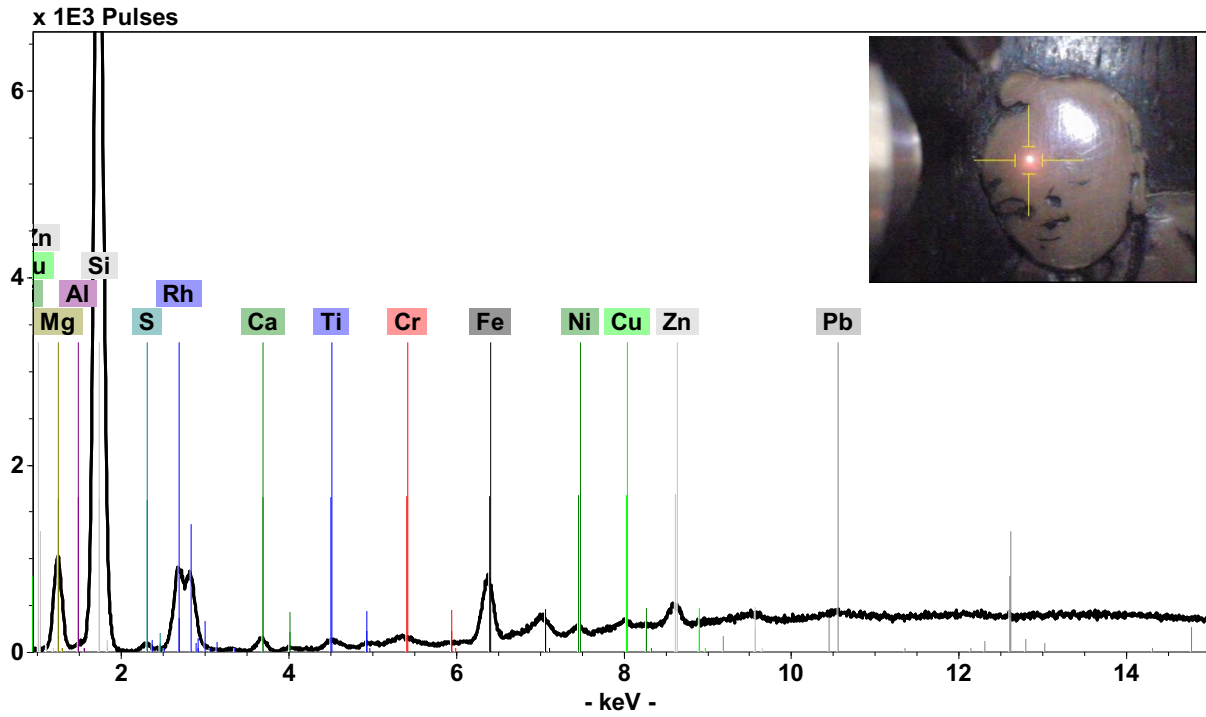 x 1E3 Pulses
6
4
2
0
Zn
Si
Al
Rh
Mg
S
Ca
Ti
Cr
Fe
Ni
Cu
Zn
Pb
2
4
6
8
10
12
14
- keV -